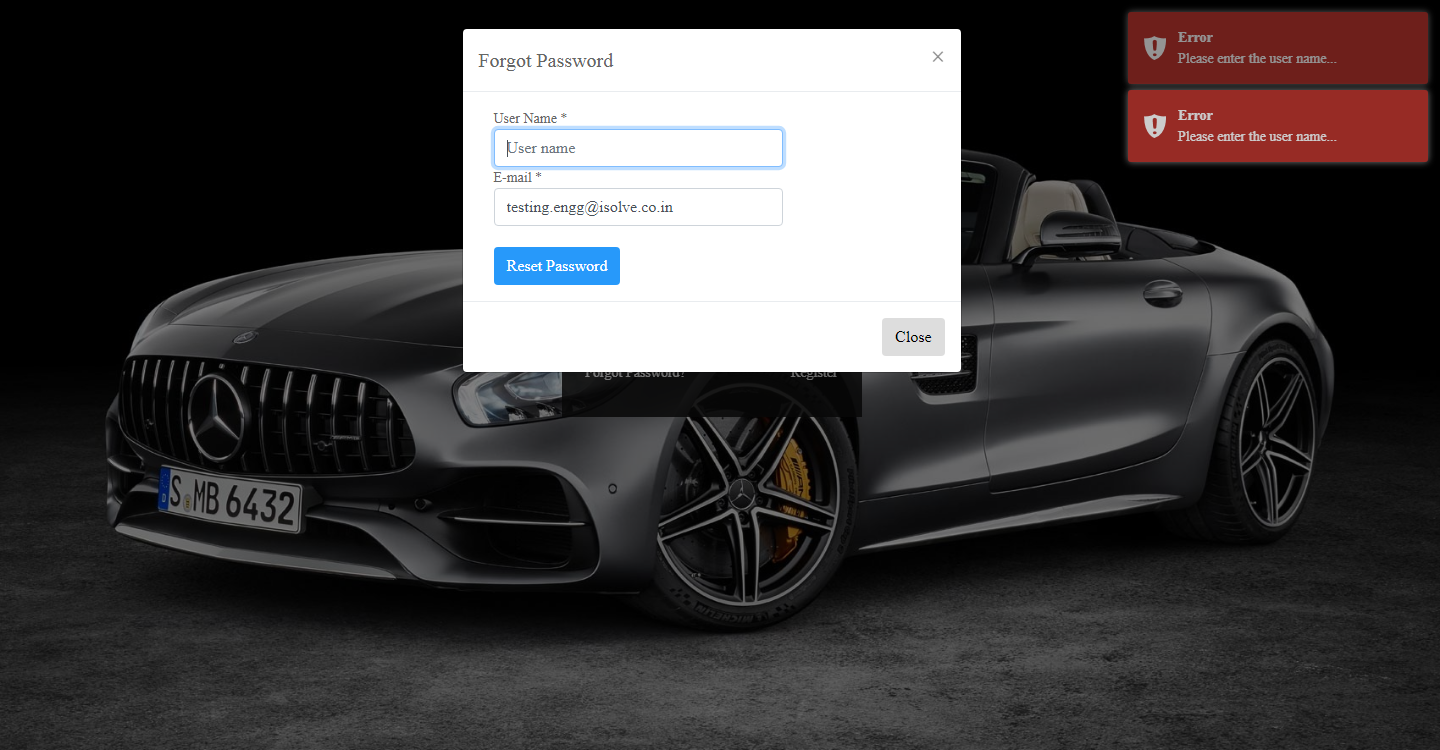 Forgot Password
×
Error
Please enter the user name...
Error
Please enter the user name...
User Name *
User name
E-mail *
testing.engg@isolve.co.in
Reset Password
Close
Forgot Password?
Register
S MB 6432
MICHELIN